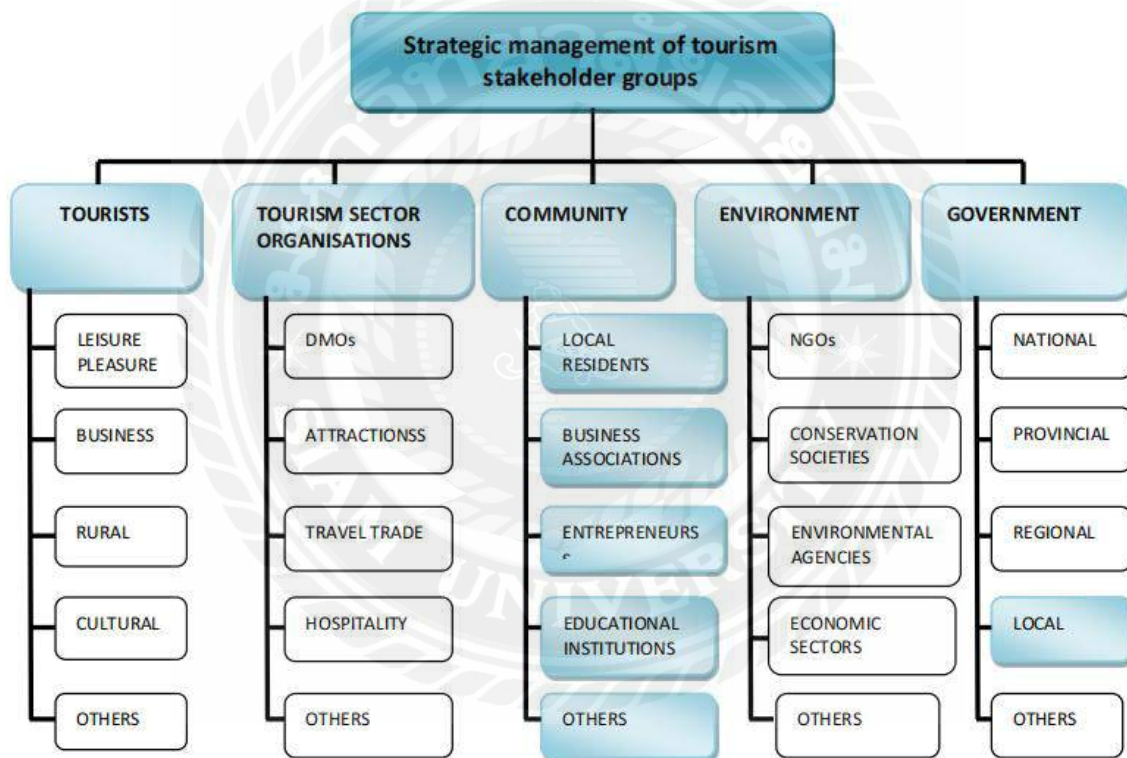 Strategic management of tourism
stakeholder groups
TOURISTS
TOURISM SECTOR
ORGANISATIONS
COMMUNITY
ENVIRONMENT
GOVERNMENT
LEISURE
PLEASURE
BUSINESS
RURAL
CULTURAL
OTHERS
DMOs
ATTRACTIONSS
TRAVEL TRADE
HOSPITALITY
OTHERS
LOCAL
RESIDENTS
BUSINESS
ASSOCIATIONS
ENTREPRENEURS
EDUCATIONAL
INSTITUTIONS
OTHERS
NGOs
CONSERVATION
SOCIETIES
ENVIRONMENTAL
AGENCIES
ECONOMIC
SECTORS
OTHERS
NATIONAL
PROVINCIAL
REGIONAL
LOCAL
OTHERS
SIAM UNIVERSITY